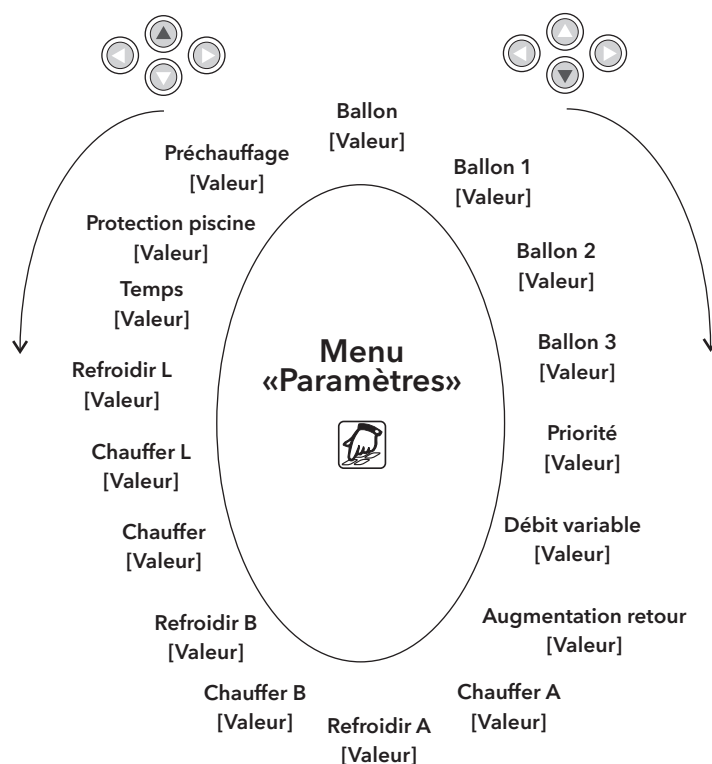 Ballon
[Valeur]
Ballon 1
[Valeur]
Ballon 2
[Valeur]
Ballon 3
[Valeur]
Priorité
[Valeur]
Débit variable
[Valeur]
Augmentation retour
[Valeur]
Chauffer A
[Valeur]
Refroidir A
[Valeur]
Chauffer B
[Valeur]
Refroidir B
[Valeur]
Chauffer
[Valeur]
Chauffer L
[Valeur]
Refroidir L
[Valeur]
Temps
[Valeur]
Protection piscine
[Valeur]
Préchauffage
[Valeur]
Menu
«Paramètres»